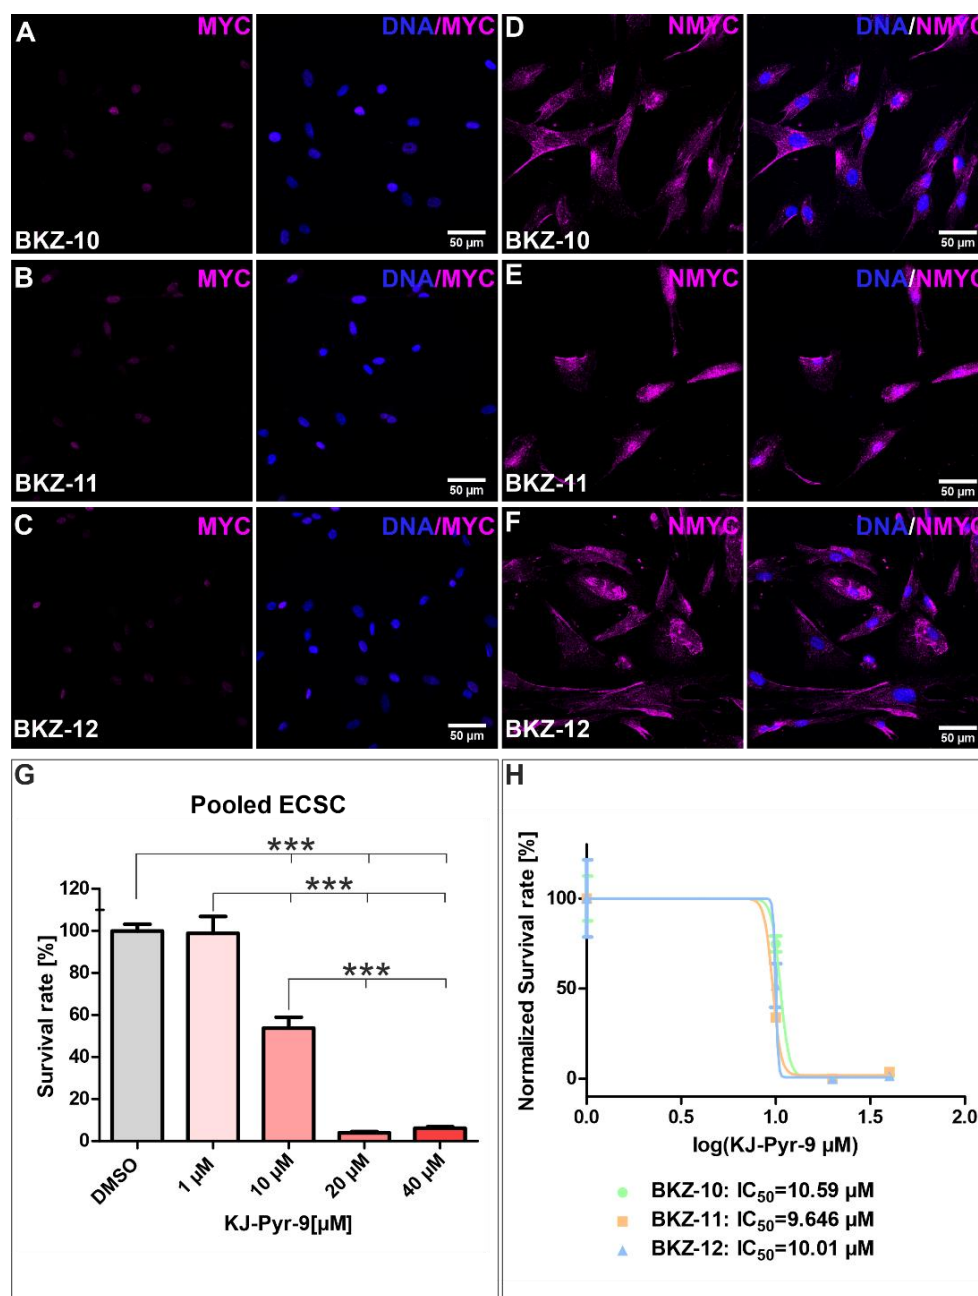 A MYC DNA/MYC
BKZ-10 50 µm
D NMYC DNA/NMYC
BKZ-10 50 µm
B MYC DNA/MYC
BKZ-11 50 µm
E NMYC DNA/NMYC
BKZ-11 50 µm
C MYC DNA/MYC
BKZ-12 50 µm
F NMYC DNA/NMYC
BKZ-12 50 µm
G
Pooled ECSC
***
***
***
Survival rate [%]
120
100
80
60
40
20
0
DMSO 1 µM 10 µM 20 µM 40 µM
KJ-Pyr-9[µM]
H
Normalized Survival rate [%]
100
50
0
0.0 0.5 1.0 1.5 2.0
log(KJ-Pyr-9 µM)
BKZ-10: IC50=10.59 µM
BKZ-11: IC50=9.646 µM
BKZ-12: IC50=10.01 µM